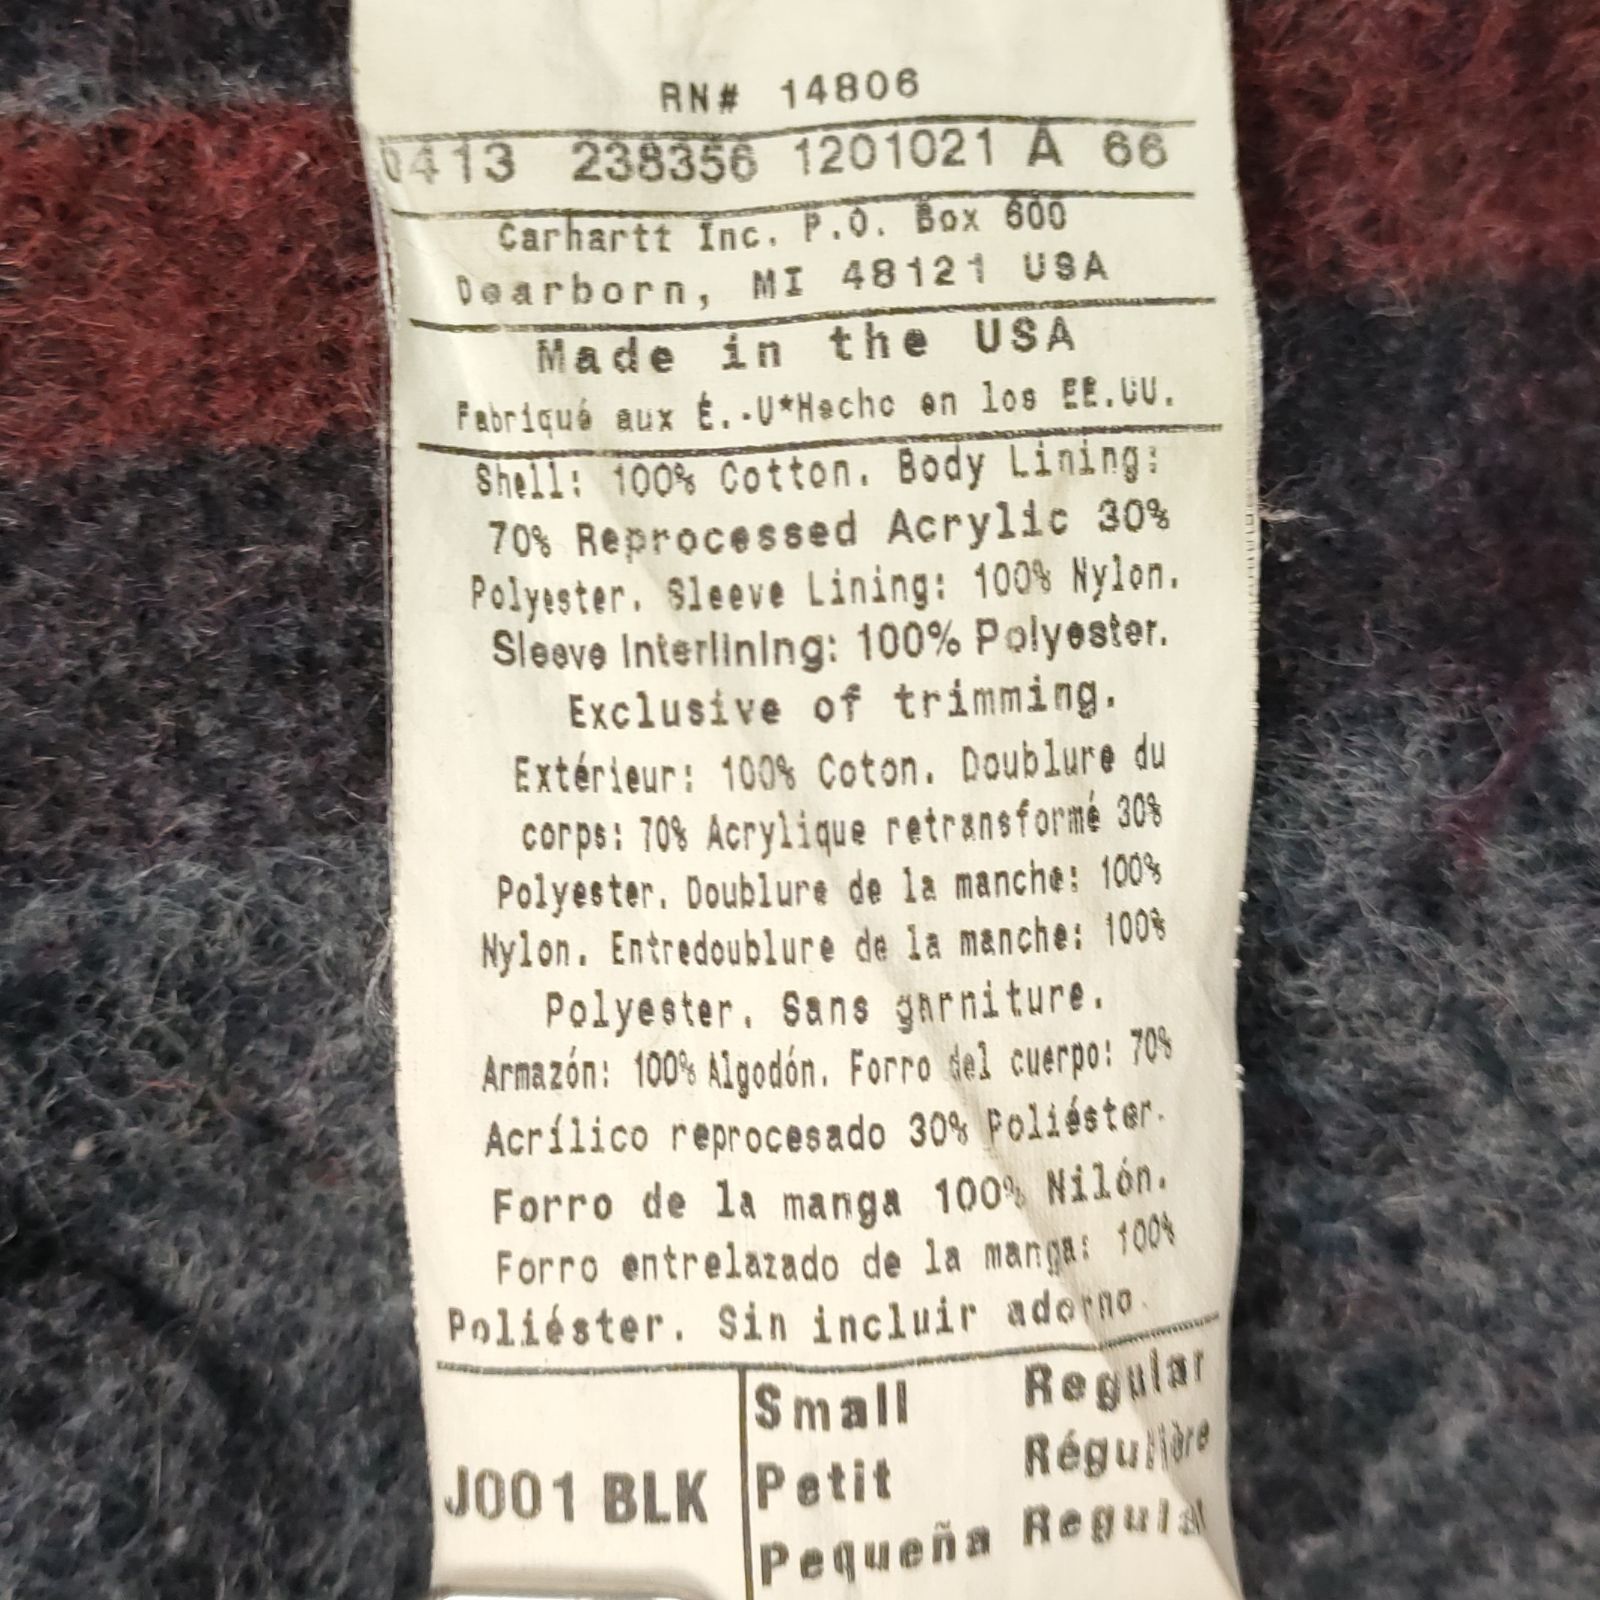 RN# 14806
0413 238356 1201021 A 66
Carhartt Inc. P.O. Box 600
Dearborn, MI 48121 USA
Made in the USA
Fabriqué aux É.-U*Hecho en los EE.UU.
Shell: 100% Cotton. Body Lining:
70% Reprocessed Acrylic 30%
Polyester. Sleeve Lining: 100% Nylon.
Sleeve Interlining: 100% Polyester.
Exclusive of trimming.
Extérieur: 100% Coton. Doublure du
corps: 70% Acrylique retransformé 30%
Polyester. Doublure de la manche: 100%
Nylon. Entredoublure de la manche: 100%
Polyester. Sans garniture.
Armazón: 100% Algodón. Forro del cuerpo: 70%
Acrílico reprocesado 30% Poliéster.
Forro de la manga 100% Nilón.
Forro entrelazado de la manga: 100%
Poliéster. Sin incluir adorno.
J001 BLK
Small Regular
Petit Régulière
Pequeña Regular